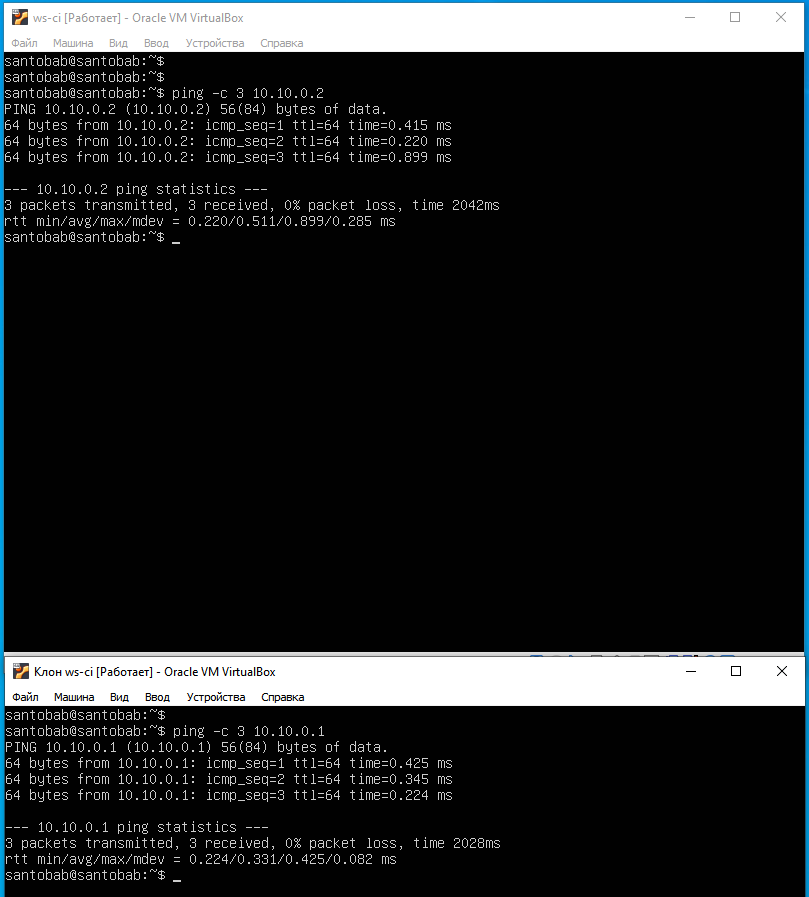 ws-ci [Работает] - Oracle VM VirtualBox
Файл Машина Вид Ввод Устройства Справка
santobab@santobab:~$
santobab@santobab:~$
santobab@santobab:~$ ping -c 3 10.10.0.2
PING 10.10.0.2 (10.10.0.2) 56(84) bytes of data.
64 bytes from 10.10.0.2: icmp_seq=1 ttl=64 time=0.415 ms
64 bytes from 10.10.0.2: icmp_seq=2 ttl=64 time=0.220 ms
64 bytes from 10.10.0.2: icmp_seq=3 ttl=64 time=0.899 ms
--- 10.10.0.2 ping statistics ---
3 packets transmitted, 3 received, 0% packet loss, time 2042ms
rtt min/avg/max/mdev = 0.220/0.511/0.899/0.285 ms
santobab@santobab:~$ _
Клон ws-ci [Работает] - Oracle VM VirtualBox
Файл Машина Вид Ввод Устройства Справка
santobab@santobab:~$
santobab@santobab:~$ ping -c 3 10.10.0.1
PING 10.10.0.1 (10.10.0.1) 56(84) bytes of data.
64 bytes from 10.10.0.1: icmp_seq=1 ttl=64 time=0.425 ms
64 bytes from 10.10.0.1: icmp_seq=2 ttl=64 time=0.345 ms
64 bytes from 10.10.0.1: icmp_seq=3 ttl=64 time=0.224 ms
--- 10.10.0.1 ping statistics ---
3 packets transmitted, 3 received, 0% packet loss, time 2028ms
rtt min/avg/max/mdev = 0.224/0.331/0.425/0.082 ms
santobab@santobab:~$ _